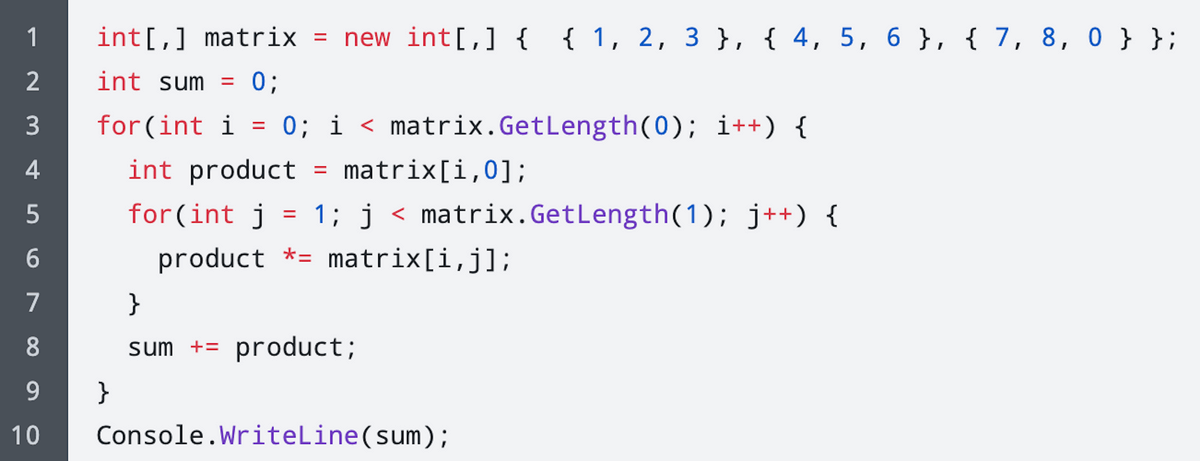 1 int[,] matrix = new int[,] {  { 1, 2, 3 }, { 4, 5, 6 }, { 7, 8, 0 } };
2 int sum = 0;
3 for(int i = 0; i < matrix.GetLength(0); i++) {
4   int product = matrix[i,0];
5   for(int j = 1; j < matrix.GetLength(1); j++) {
6     product *= matrix[i,j];
7   }
8   sum += product;
9 }
10 Console.WriteLine(sum);